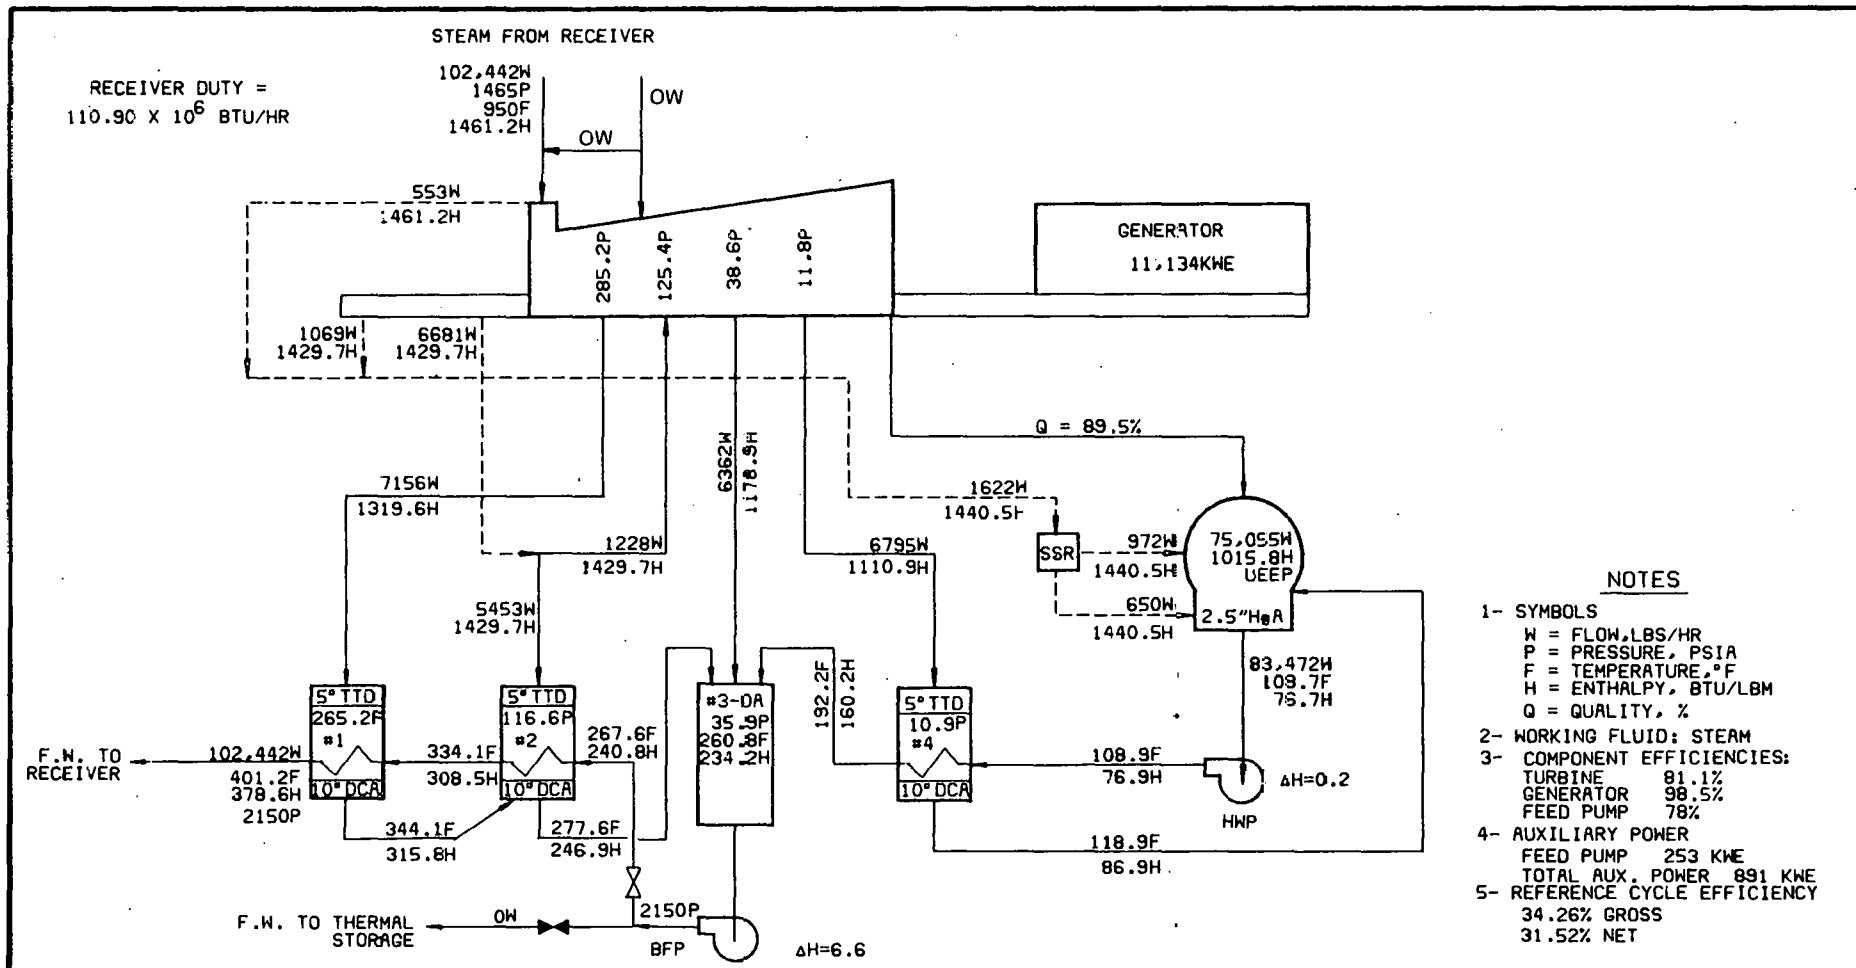 STEAM FROM RECEIVER
RECEIVER DUTY =
110.90 X 10⁶ BTU/HR
102,442W
1465P
950F
1461.2H
0W
0W
553W
1461.2H
285.2P
125.4P
38.6P
11.8P
GENERATOR
11,134KWE
1069W
1429.7H
6681W
1429.7H
Q = 89.5%
7156W
1319.6H
6362W
1178.9H
1622W
1440.5H
1228W
1429.7H
6795W
1110.9H
SSR
972W
1440.5H
75,055W
1015.8H
UEEP
650W
1440.5H
2.5"HgA
5453W
1429.7H
83,472W
108.7F
76.7H
5° TTD
265.2P
#1
10° DCA
5° TTD
116.6P
#2
10° DCA
#3-DA
35.9P
260.8F
234.2H
192.2F
160.2H
5° TTD
10.9P
#4
10° DCA
F.W. TO
RECEIVER
102,442W
401.2F
378.6H
2150P
334.1F
308.5H
267.6F
240.8H
108.9F
76.9H
ΔH=0.2
HWP
344.1F
315.8H
277.6F
246.9H
118.9F
86.9H
F.W. TO THERMAL
STORAGE
0W
2150P
BFP
ΔH=6.6
NOTES
1- SYMBOLS
W = FLOW,LBS/HR
P = PRESSURE, PSIA
F = TEMPERATURE,°F
H = ENTHALPY, BTU/LBM
Q = QUALITY, %
2- WORKING FLUID: STEAM
3- COMPONENT EFFICIENCIES:
TURBINE 81.1%
GENERATOR 98.5%
FEED PUMP 78%
4- AUXILIARY POWER
FEED PUMP 253 KWE
TOTAL AUX. POWER 891 KWE
5- REFERENCE CYCLE EFFICIENCY
34.26% GROSS
31.52% NET